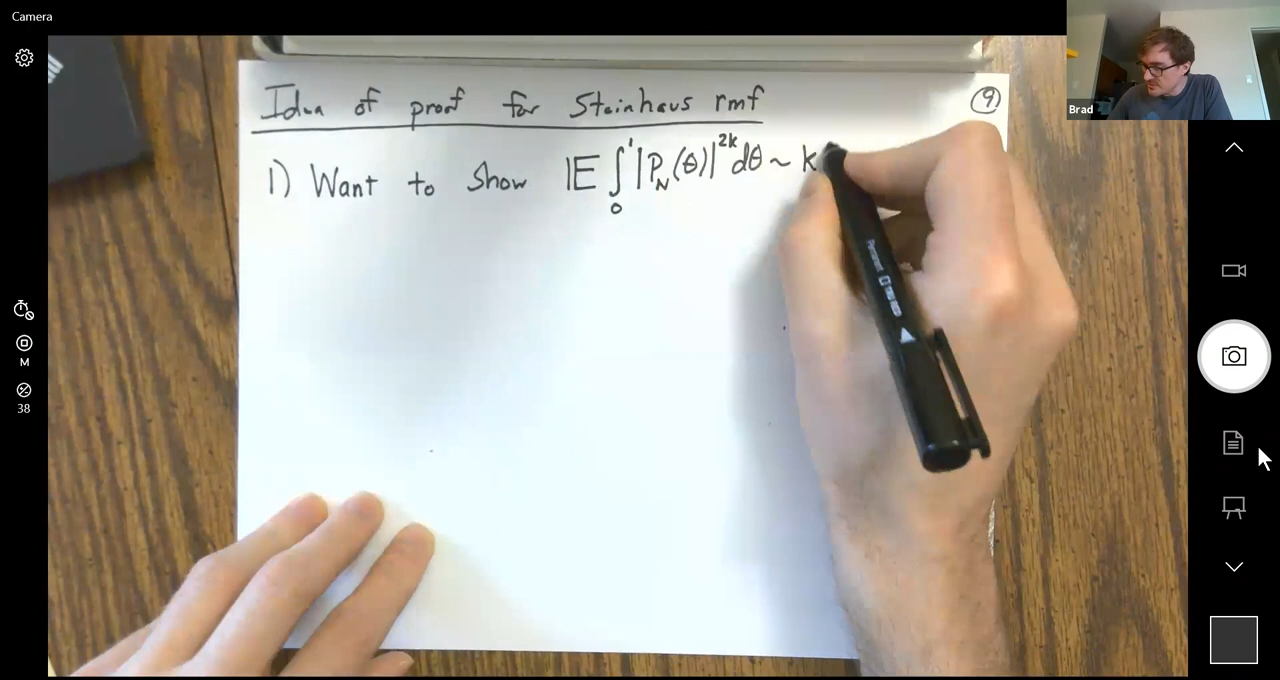 Camera
Brad
Idea of proof for Steinhaus rmf
9
1) Want to show 𝔼 ∫₀¹ |P_N(θ)|^{2k} dθ ~ k
M
38